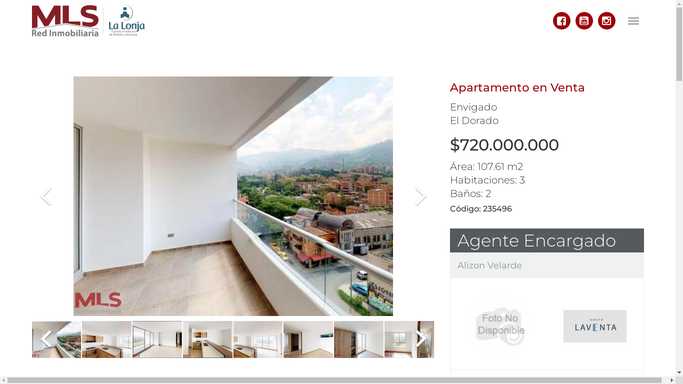 MLS
Red Inmobiliaria
La Lonja
Apartamento en Venta
Envigado
El Dorado
$720.000.000
Área: 107.61 m2
Habitaciones: 3
Baños: 2
Código: 235496
MLS
Agente Encargado
Alizon Velarde
Foto No
Disponible
LAVENTA